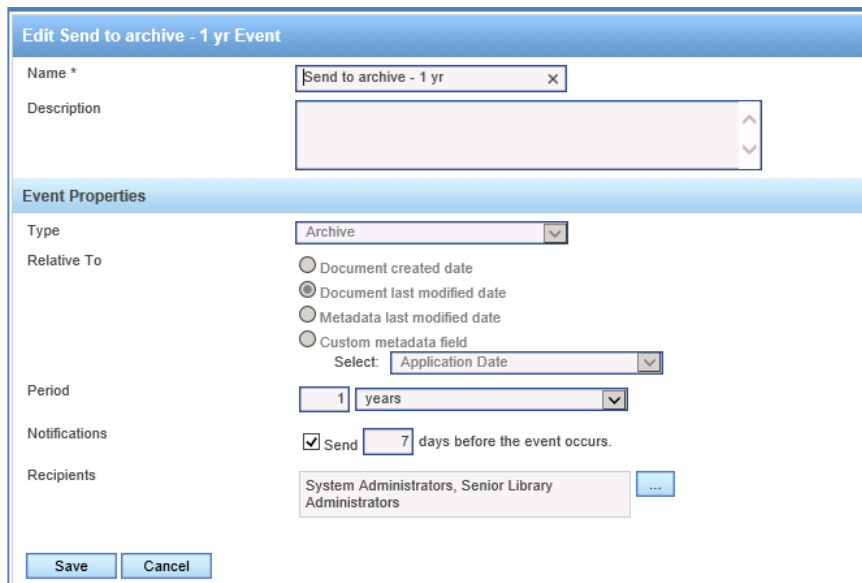 Edit Send to archive - 1 yr Event
Name *
Send to archive - 1 yr
Description
Event Properties
Type
Archive
Relative To
Document created date
Document last modified date
Metadata last modified date
Custom metadata field
Select: Application Date
Period
1 years
Notifications
Send 7 days before the event occurs.
Recipients
System Administrators, Senior Library
Administrators
...
Save Cancel